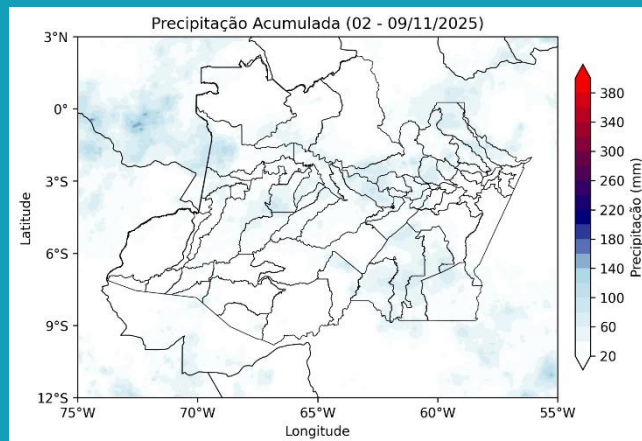 Precipitação Acumulada (02 - 09/11/2025)
3°N
0°
3°S
6°S
9°S
12°S
Latitude
75°W
70°W
65°W
60°W
55°W
Longitude
380
340
300
260
220
180
140
100
60
20
Precipitação (mm)